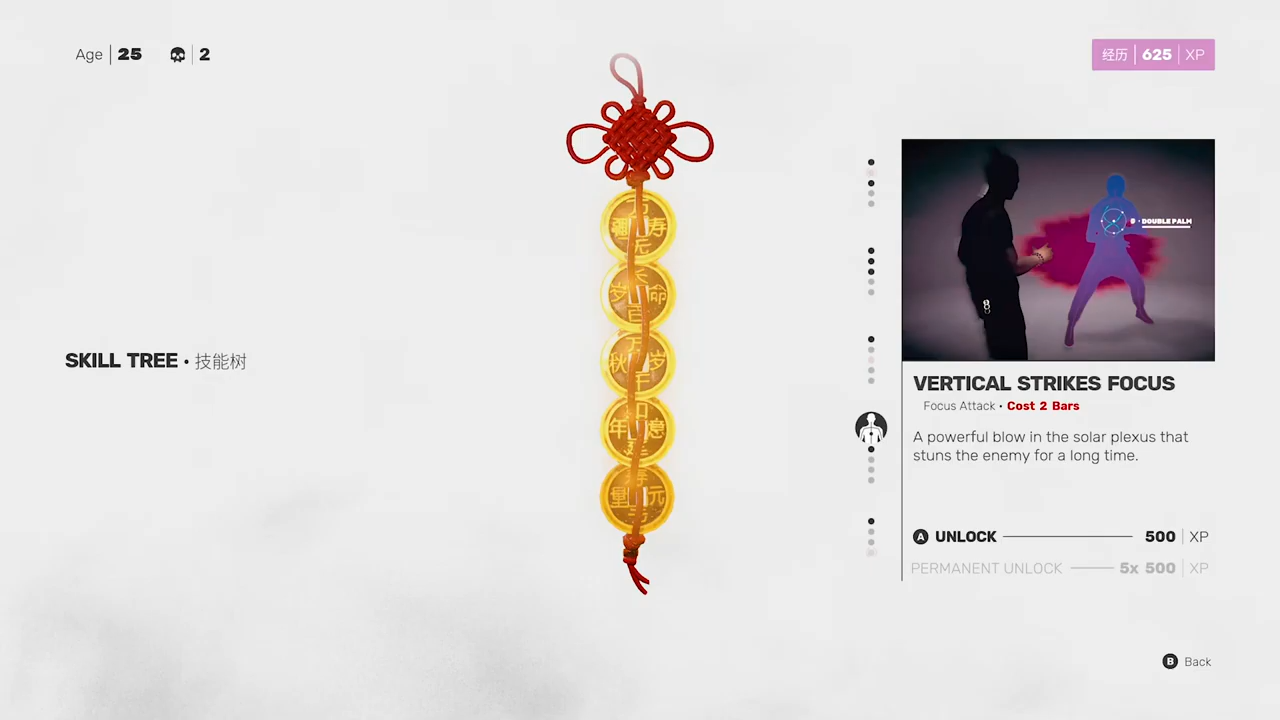 Age 25 2
经历 625 XP
SKILL TREE • 技能树
DOUBLE PALM
VERTICAL STRIKES FOCUS
Focus Attack • Cost 2 Bars
A powerful blow in the solar plexus that
stuns the enemy for a long time.
A UNLOCK 500 XP
PERMANENT UNLOCK 5x 500 XP
B Back